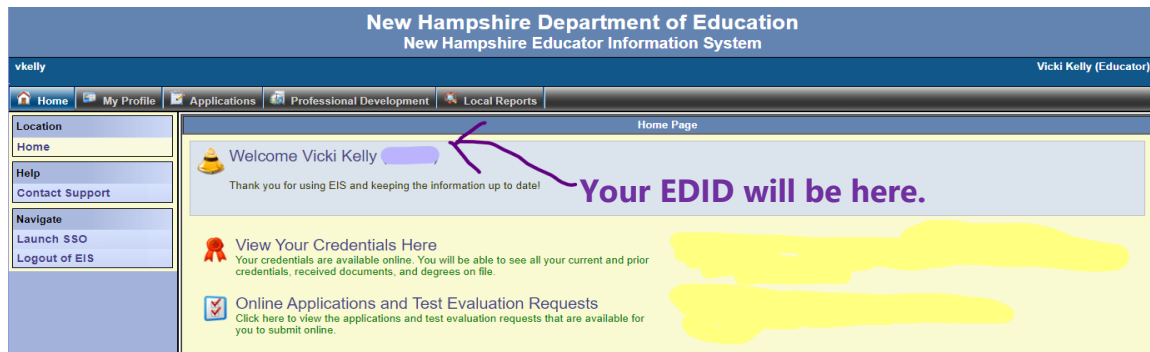 New Hampshire Department of Education
New Hampshire Educator Information System
vkelly Vicki Kelly (Educator)
Home My Profile Applications Professional Development Local Reports
Location
Home
Help
Contact Support
Navigate
Launch SSO
Logout of EIS
Home Page
Welcome Vicki Kelly ( )
Thank you for using EIS and keeping the information up to date!
Your EDID will be here.
View Your Credentials Here
Your credentials are available online. You will be able to see all your current and prior
credentials, received documents, and degrees on file.
Online Applications and Test Evaluation Requests
Click here to view the applications and test evaluation requests that are available for
you to submit online.